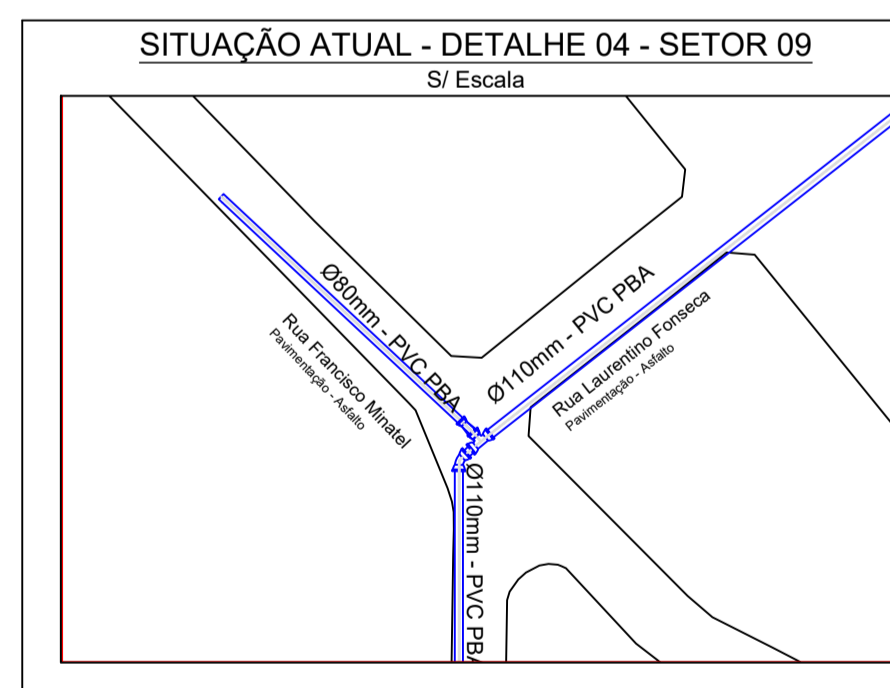 SITUAÇÃO ATUAL - DETALHE 04 - SETOR 09
S/ Escala
Ø80mm - PVC PBA
Rua Francisco Minatel
Pavimentação - Asfalto
Ø110mm - PVC PBA
Rua Laurentino Fonseca
Pavimentação - Asfalto
Ø110mm - PVC PBA